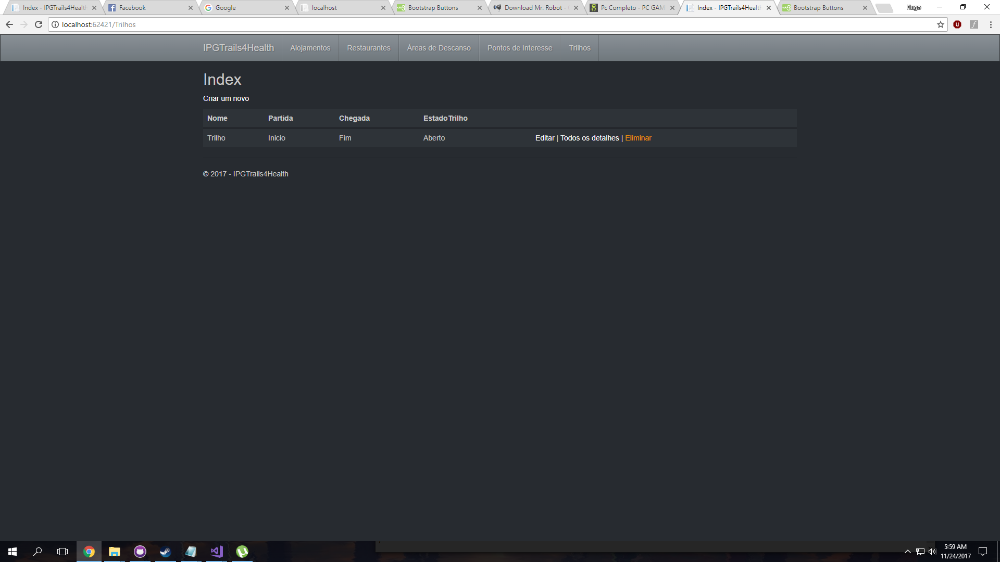 Index - IPGTrails4Health Facebook Google localhost Bootstrap Buttons Download Mr. Robot - Pc Completo - PC GAM Index - IPGTrails4Health Bootstrap Buttons Hugo
localhost:62421/Trilhos
IPGTrails4Health Alojamentos Restaurantes Áreas de Descanso Pontos de Interesse Trilhos
Index
Criar um novo
Nome Partida Chegada EstadoTrilho
Trilho Inicio Fim Aberto Editar | Todos os detalhes | Eliminar
© 2017 - IPGTrails4Health
5:59 AM
11/24/2017